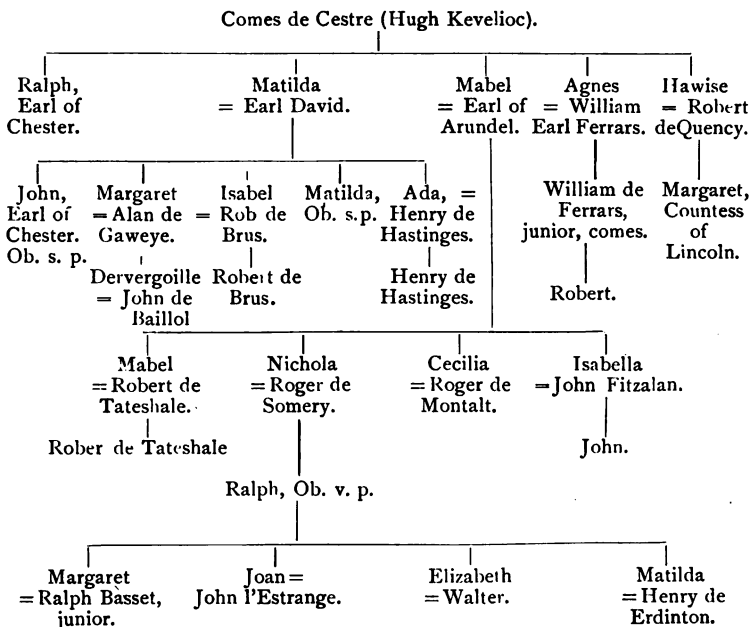 Comes de Cestre (Hugh Kevelioc).
Ralph,
Earl of
Chester.
Matilda
= Earl David.
Mabel
= Earl of
Arundel.
Agnes
= William
Earl Ferrars.
Hawise
= Robert
deQuency.
John,
Earl of
Chester.
Ob. s. p.
Margaret
= Alan de
Gaweye.
Isabel
= Rob de
Brus.
Matilda,
Ob. s.p.
Ada, =
Henry de
Hastinges.
William de
Ferrars,
junior, comes.
Margaret,
Countess
of
Lincoln.
Dervergoille
= John de
Baillol
Robert de
Brus.
Henry de
Hastinges.
Robert.
Mabel
=Robert de
Tateshale.
Nichola
=Roger de
Somery.
Cecilia
=Roger de
Montalt.
Isabella
=John Fitzalan.
Rober de Tateshale
John.
Ralph, Ob. v. p.
Margaret
=Ralph Bàsset,
junior.
Joan=
John l'Estrange.
Elizabeth
=Walter.
Matilda
=Henry de
Erdinton.